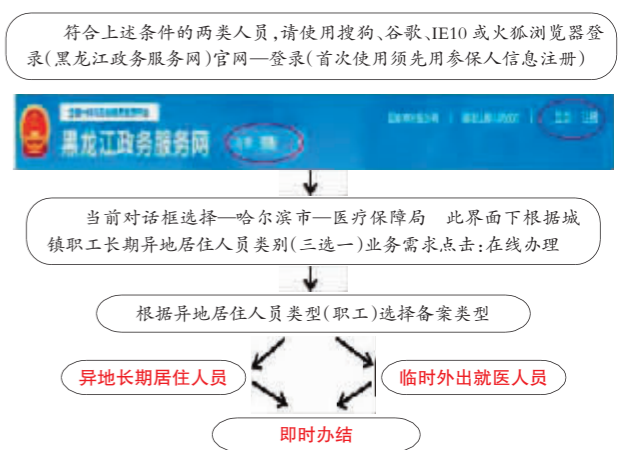 符合上述条件的两类人员,请使用搜狗、谷歌、IE10 或火狐浏览器登
录(黑龙江政务服务网)官网—登录(首次使用须先用参保人信息注册)
黑龙江政务服务网
当前对话框选择—哈尔滨市—医疗保障局 此界面下根据城
镇职工长期异地居住人员类别(三选一)业务需求点击:在线办理
根据异地居住人员类型(职工)选择备案类型
异地长期居住人员
临时外出就医人员
即时办结